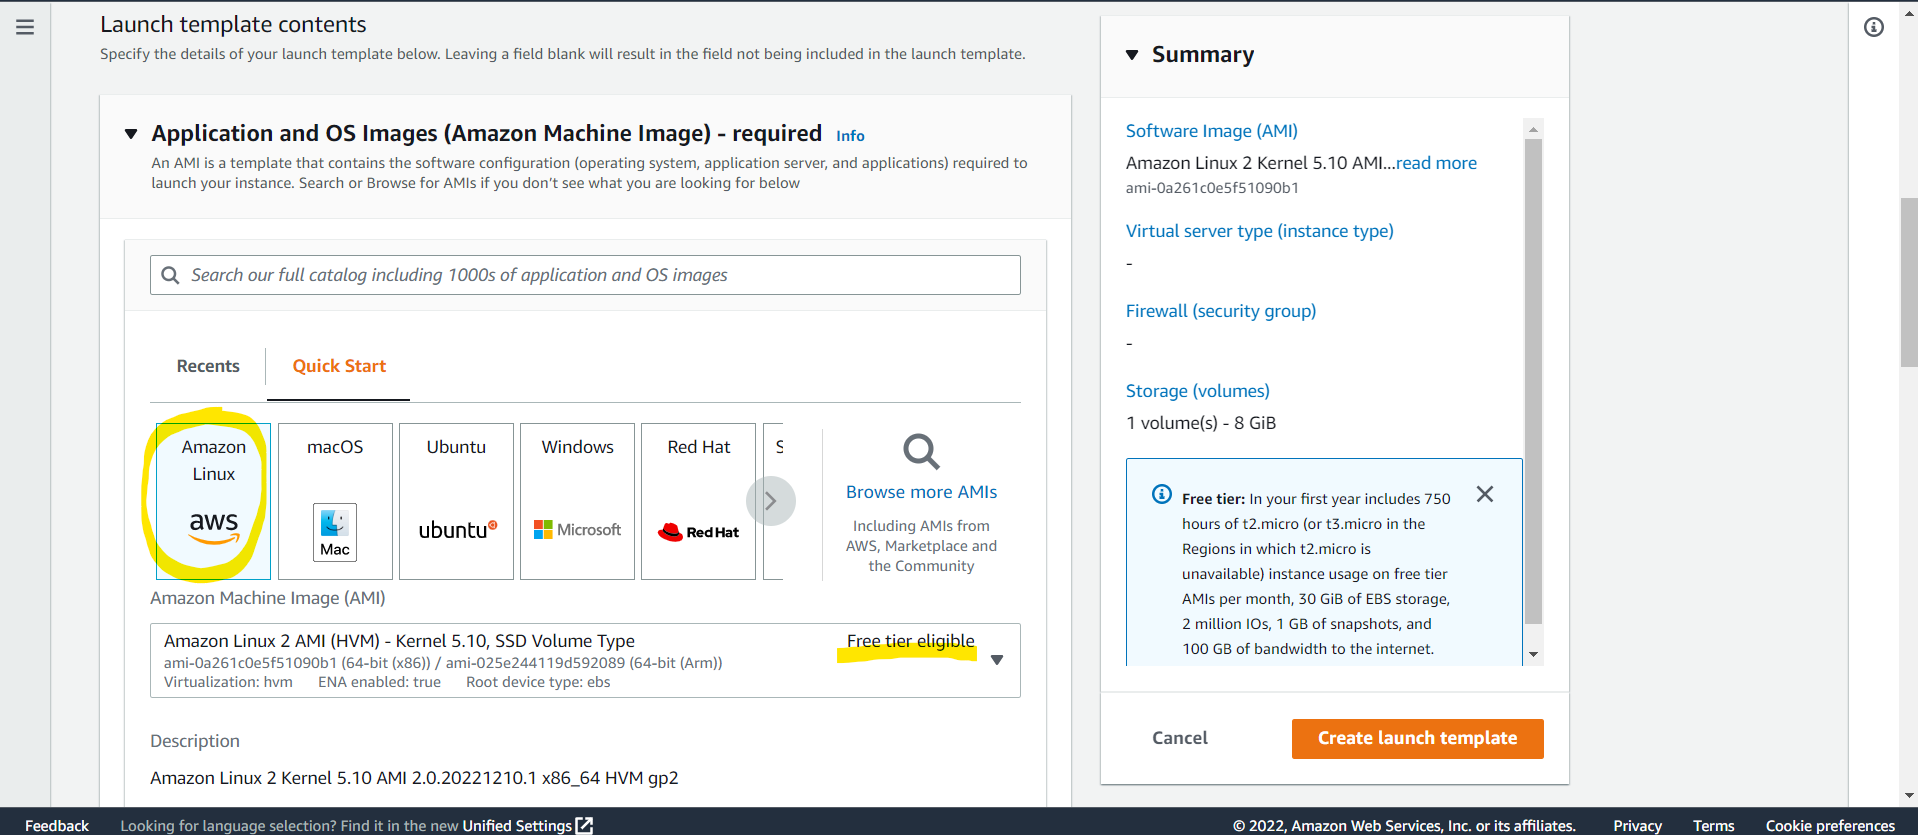 Launch template contents
Specify the details of your launch template below. Leaving a field blank will result in the field not being included in the launch template.
Application and OS Images (Amazon Machine Image) - required Info
An AMI is a template that contains the software configuration (operating system, application server, and applications) required to
launch your instance. Search or Browse for AMIs if you don't see what you are looking for below
Search our full catalog including 1000s of application and OS images
Recents
Quick Start
Amazon
Linux
aws
macOS
Mac
Ubuntu
ubuntu
Windows
Microsoft
Red Hat
Red Hat
S
Browse more AMIs
Including AMIs from
AWS, Marketplace and
the Community
Amazon Machine Image (AMI)
Amazon Linux 2 AMI (HVM) - Kernel 5.10, SSD Volume Type
Free tier eligible
ami-0a261c0e5f51090b1 (64-bit (x86)) / ami-025e244119d592089 (64-bit (Arm))
Virtualization: hvm ENA enabled: true Root device type: ebs
Description
Amazon Linux 2 Kernel 5.10 AMI 2.0.20221210.1 x86_64 HVM gp2
Summary
Software Image (AMI)
Amazon Linux 2 Kernel 5.10 AMI...read more
ami-0a261c0e5f51090b1
Virtual server type (instance type)
-
Firewall (security group)
-
Storage (volumes)
1 volume(s) - 8 GiB
Free tier: In your first year includes 750
hours of t2.micro (or t3.micro in the
Regions in which t2.micro is
unavailable) instance usage on free tier
AMIs per month, 30 GiB of EBS storage,
2 million IOs, 1 GB of snapshots, and
100 GB of bandwidth to the internet.
Cancel
Create launch template
Feedback
Looking for language selection? Find it in the new Unified Settings
© 2022, Amazon Web Services, Inc. or its affiliates.
Privacy
Terms
Cookie preferences